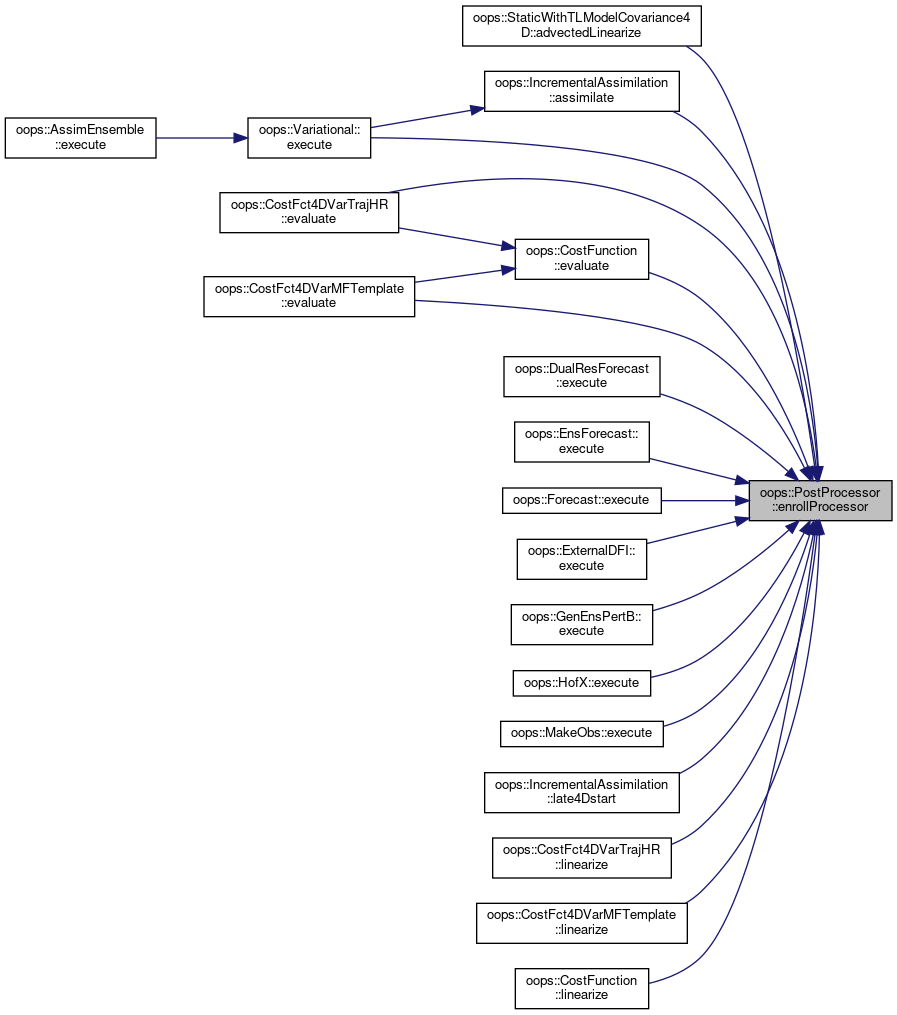 oops::StaticWithTLModelCovariance4
D::advectedLinearize
oops::IncrementalAssimilation
::assimilate
oops::AssimEnsemble
::execute
oops::Variational::
execute
oops::CostFct4DVarTrajHR
::evaluate
oops::CostFunction
::evaluate
oops::CostFct4DVarMFTemplate
::evaluate
oops::DualResForecast
::execute
oops::EnsForecast::
execute
oops::PostProcessor
::enrollProcessor
oops::Forecast::execute
oops::ExternalDFI::
execute
oops::GenEnsPertB::
execute
oops::HofX::execute
oops::MakeObs::execute
oops::IncrementalAssimilation
::late4Dstart
oops::CostFct4DVarTrajHR
::linearize
oops::CostFct4DVarMFTemplate
::linearize
oops::CostFunction
::linearize